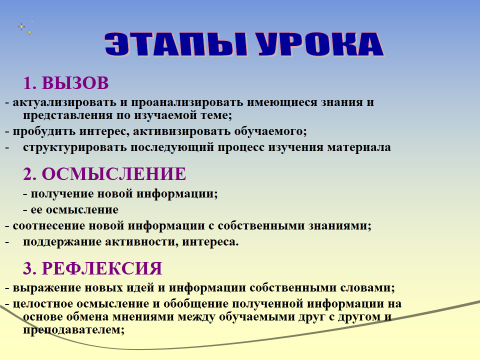 ЭТАПЫ УРОКА
1. ВЫЗОВ
- актуализировать и проанализировать имеющиеся знания и
представления по изучаемой теме;
- пробудить интерес, активизировать обучаемого;
- структурировать последующий процесс изучения материала
2. ОСМЫСЛЕНИЕ
- получение новой информации;
- ее осмысление
- соотнесение новой информации с собственными знаниями;
- поддержание активности, интереса.
3. РЕФЛЕКСИЯ
- выражение новых идей и информации собственными словами;
- целостное осмысление и обобщение полученной информации на
основе обмена мнениями между обучаемыми друг с другом и
преподавателем;